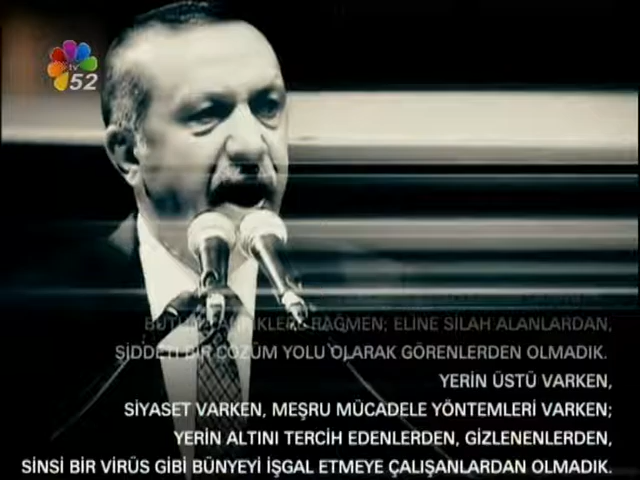 tv
52
RAĞMEN; ELİNE SİLAH ALANLARDAN,
ŞİDDETİ BİR ÇÖZÜM YOLU OLARAK GÖRENLERDEN OLMADIK.
YERİN ÜSTÜ VARKEN,
SİYASET VARKEN, MEŞRU MÜCADELE YÖNTEMLERİ VARKEN;
YERİN ALTINI TERCİH EDENLERDEN, GİZLENENLERDEN,
SİNSİ BİR VİRÜS GİBİ BÜNYEYİ İŞGAL ETMEYE ÇALIŞANLARDAN OLMADIK.